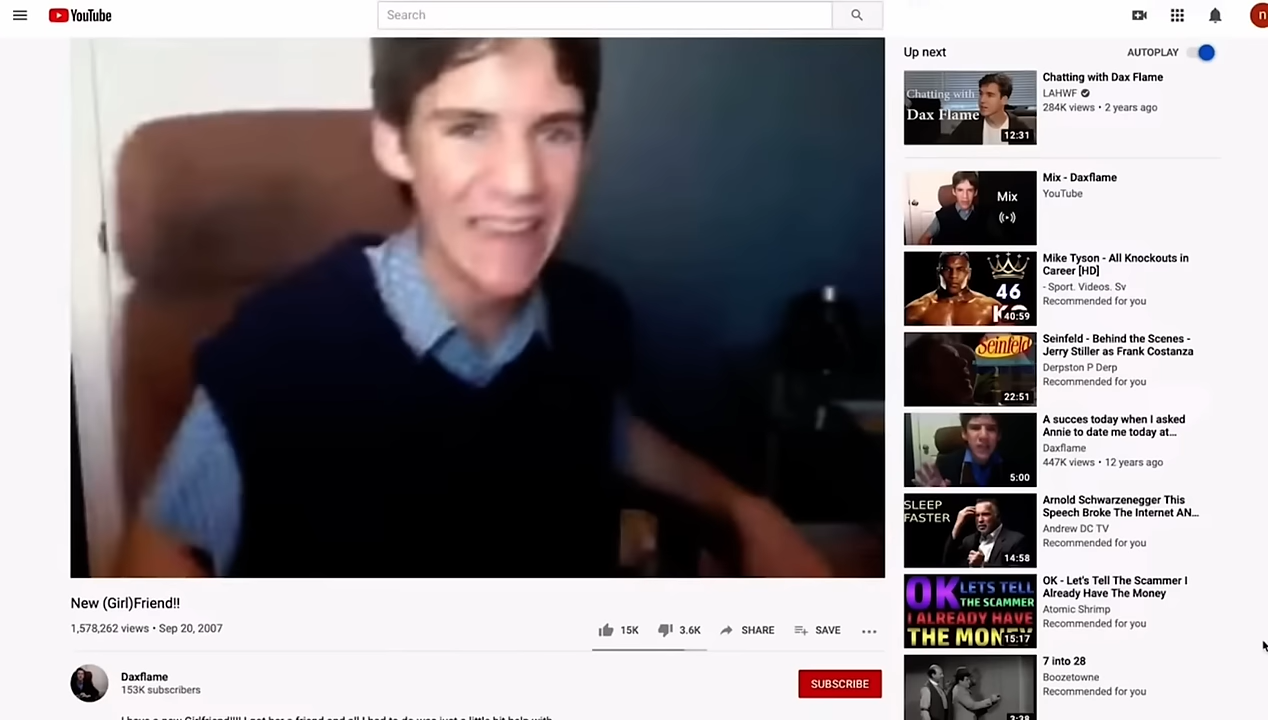 YouTube
Search
n
Up next
AUTOPLAY
Chatting with
Dax Flame
12:31
Chatting with Dax Flame
LAHWF
284K views • 2 years ago
Mix
Mix - Daxflame
YouTube
46
40:59
Mike Tyson - All Knockouts in
Career [HD]
- Sport. Videos. Sv
Recommended for you
Seinfeld
22:51
Seinfeld - Behind the Scenes -
Jerry Stiller as Frank Costanza
Derpston P Derp
Recommended for you
5:00
A succes today when I asked
Annie to date me today at...
Daxflame
447K views • 12 years ago
SLEEP
FASTER
14:58
Arnold Schwarzenegger This
Speech Broke The Internet AN...
Andrew DC TV
Recommended for you
OK LETS TELL
THE SCAMMER
I ALREADY HAVE
THE MONEY
15:17
OK - Let's Tell The Scammer I
Already Have The Money
Atomic Shrimp
Recommended for you
3:38
7 into 28
Boozetowne
Recommended for you
New (Girl)Friend!!
1,578,262 views • Sep 20, 2007
15K
3.6K
SHARE
SAVE
Daxflame
153K subscribers
SUBSCRIBE